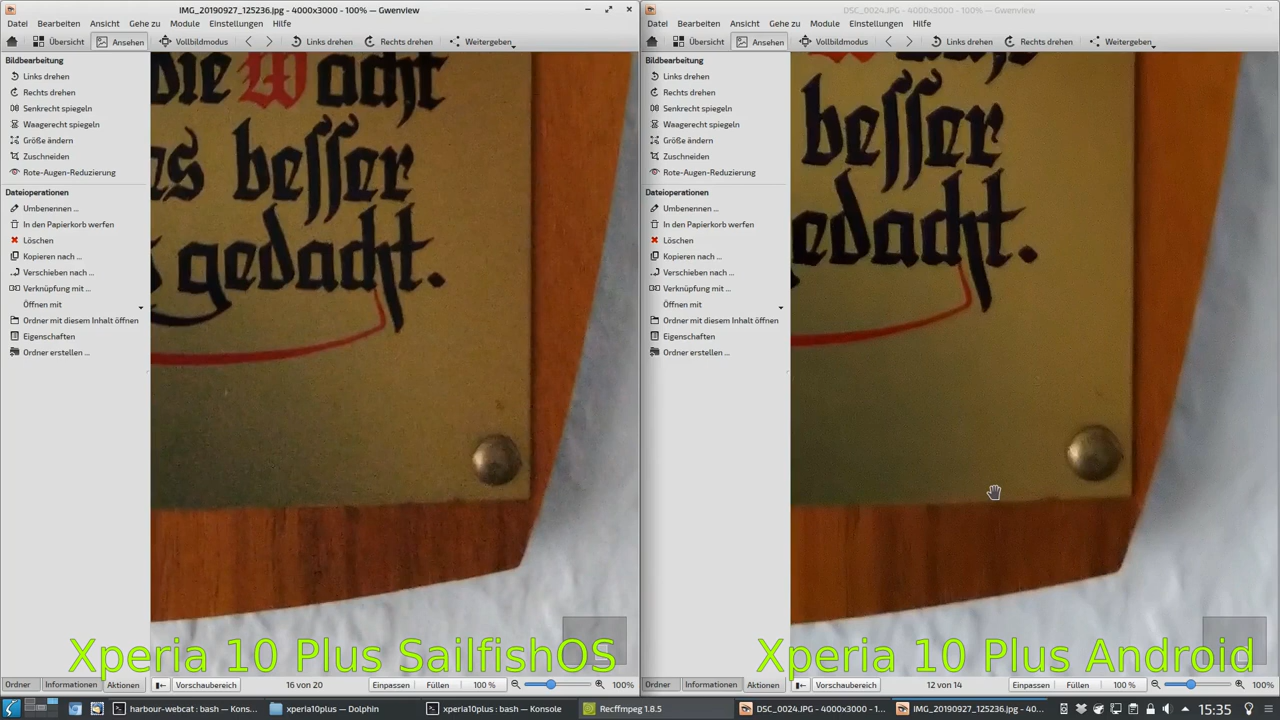 IMG_20190927_125236.jpg - 4000x3000 - 100% — Gwenview
Datei Bearbeiten Ansicht Gehe zu Module Einstellungen Hilfe
Übersicht Ansehen Vollbildmodus Links drehen Rechts drehen Weitergeben
Bildbearbeitung
Links drehen
Rechts drehen
Senkrecht spiegeln
Waagerecht spiegeln
Größe ändern
Zuschneiden
Rote-Augen-Reduzierung
Dateioperationen
Umbenennen ...
In den Papierkorb werfen
Löschen
Kopieren nach ...
Verschieben nach ...
Verknüpfung mit ...
Öffnen mit
Ordner mit diesem Inhalt öffnen
Eigenschaften
Ordner erstellen ...
die Wacht
es besser
gedacht.
Xperia 10 Plus SailfishOS
Ordner Informationen Aktionen Vorschaubereich 16 von 20 Einpassen Füllen 100 % 100%
DSC_0024.JPG - 4000x3000 - 100% — Gwenview
Datei Bearbeiten Ansicht Gehe zu Module Einstellungen Hilfe
Übersicht Ansehen Vollbildmodus Links drehen Rechts drehen Weitergeben
Bildbearbeitung
Links drehen
Rechts drehen
Senkrecht spiegeln
Waagerecht spiegeln
Größe ändern
Zuschneiden
Rote-Augen-Reduzierung
Dateioperationen
Umbenennen ...
In den Papierkorb werfen
Löschen
Kopieren nach ...
Verschieben nach ...
Verknüpfung mit ...
Öffnen mit
Ordner mit diesem Inhalt öffnen
Eigenschaften
Ordner erstellen ...
besser
edacht.
Xperia 10 Plus Android
Ordner Informationen Aktionen Vorschaubereich 12 von 14 Einpassen Füllen 100 % 100%
harbour-webcat : bash — Kons... xperia10plus — Dolphin xperia10plus : bash — Konsole Recffmpeg 1.8.5 DSC_0024.JPG - 4000x3000 - 1... IMG_20190927_125236.jpg - 40... 15:35